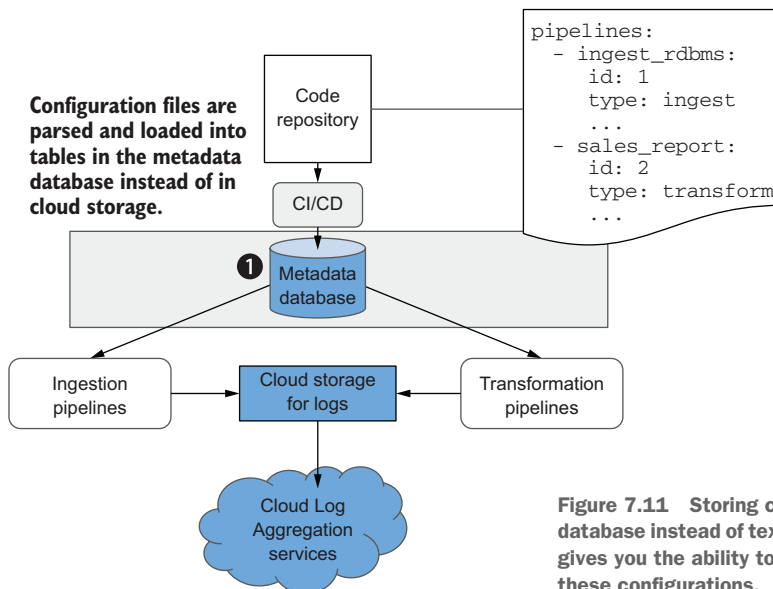 pipelines:
- ingest_rdbms:
id: 1
type: ingest
...
- sales_report:
id: 2
type: transform
...
Configuration files are
parsed and loaded into
tables in the metadata
database instead of in
cloud storage.
Code
repository
CI/CD
1
Metadata
database
Ingestion
pipelines
Cloud storage
for logs
Transformation
pipelines
Cloud Log
Aggregation
services
Figure 7.11 Storing c
database instead of tex
gives you the ability to
these configurations.